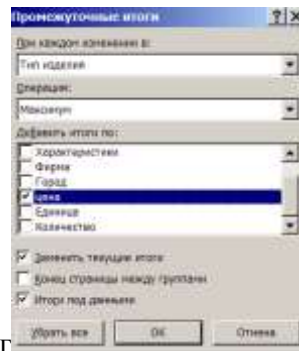 Промежуточные итоги
При каждом изменении в:
Тип изделия
Операция:
Максимум
Добавить итоги по:
Характеристики
Фирма
Город
цена
Единица
Количество
Заменить текущие итоги
Конец страницы между группами
Итоги под данными
Убрать все
ОК
Отмена
Г